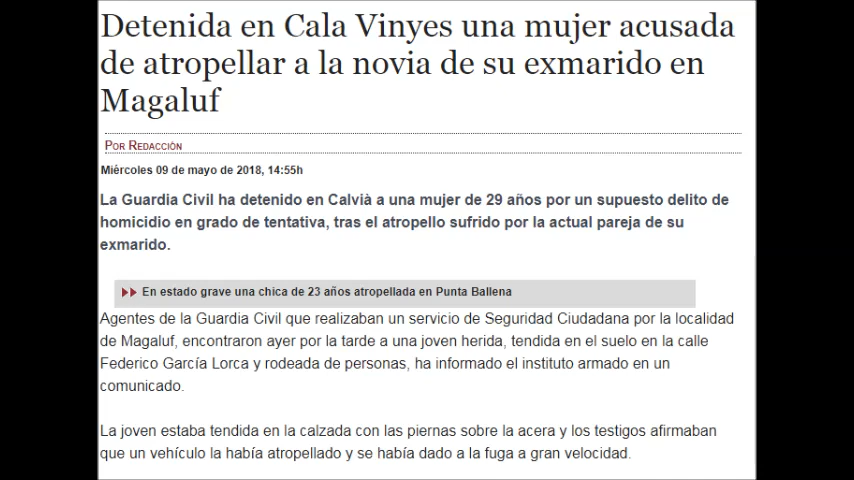 Detenida en Cala Vinyes una mujer acusada
de atropellar a la novia de su exmarido en
Magaluf
Por Redacción
Miércoles 09 de mayo de 2018, 14:55h
La Guardia Civil ha detenido en Calvià a una mujer de 29 años por un supuesto delito de
homicidio en grado de tentativa, tras el atropello sufrido por la actual pareja de su
exmarido.
En estado grave una chica de 23 años atropellada en Punta Ballena
Agentes de la Guardia Civil que realizaban un servicio de Seguridad Ciudadana por la localidad
de Magaluf, encontraron ayer por la tarde a una joven herida, tendida en el suelo en la calle
Federico García Lorca y rodeada de personas, ha informado el instituto armado en un
comunicado.
La joven estaba tendida en la calzada con las piernas sobre la acera y los testigos afirmaban
que un vehículo la había atropellado y se había dado a la fuga a gran velocidad.